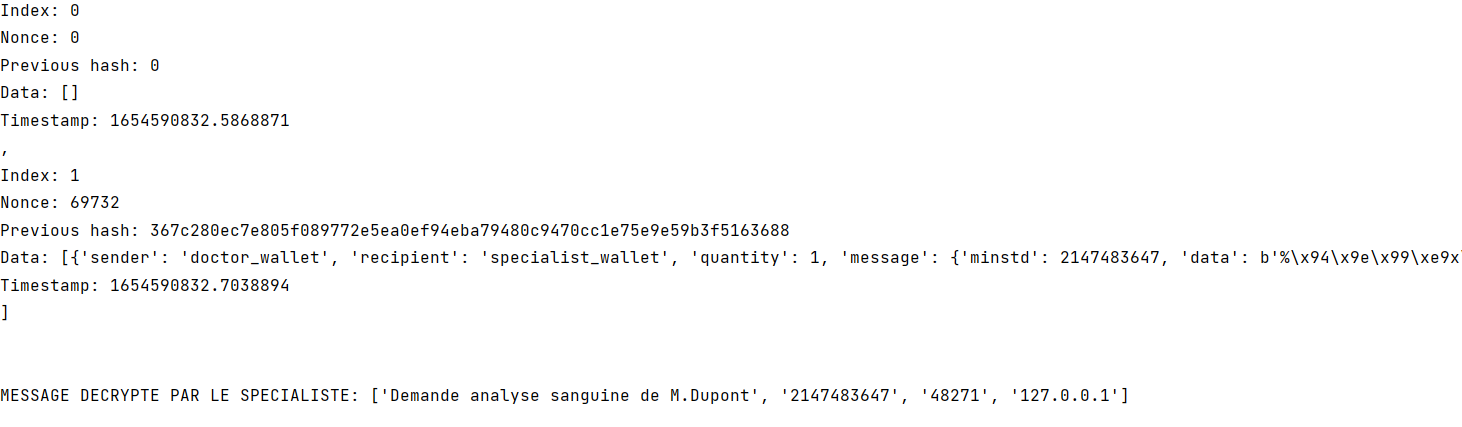 Index: 0
Nonce: 0
Previous hash: 0
Data: []
Timestamp: 1654590832.5868871
,
Index: 1
Nonce: 69732
Previous hash: 367c280ec7e805f089772e5ea0ef94eba79480c9470cc1e75e9e59b3f5163688
Data: [{'sender': 'doctor_wallet', 'recipient': 'specialist_wallet', 'quantity': 1, 'message': {'minstd': 2147483647, 'data': b'%\x94\x9e\x99\xe9x\
Timestamp: 1654590832.7038894
]
MESSAGE DECRYPTE PAR LE SPECIALISTE: ['Demande analyse sanguine de M.Dupont', '2147483647', '48271', '127.0.0.1']